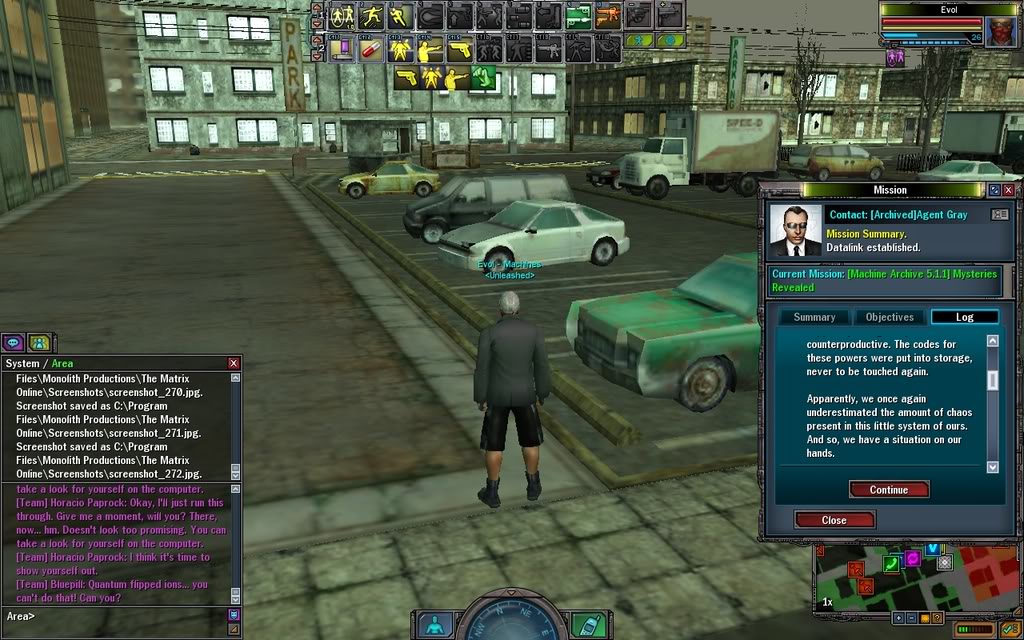 Evol
26
PARK
PARKING
SPEE-D
Mission
Contact: [Archived]Agent Gray
Mission Summary.
Datalink established.
Current Mission: [Machine Archive 5.1.1] Mysteries
Revealed
Summary
Objectives
Log
counterproductive. The codes for
these powers were put into storage,
never to be touched again.
Apparently, we once again
underestimated the amount of chaos
present in this little system of ours.
And so, we have a situation on our
hands.
Continue
Close
Evol - Machines
<Unleashed>
System / Area
Files\Monolith Productions\The Matrix
Online\Screenshots\screenshot_270.jpg.
Screenshot saved as C:\Program
Files\Monolith Productions\The Matrix
Online\Screenshots\screenshot_271.jpg.
Screenshot saved as C:\Program
Files\Monolith Productions\The Matrix
Online\Screenshots\screenshot_272.jpg.
take a look for yourself on the computer.
[Team] Horacio Paprock: Okay, I'll just run this
through. Give me a moment, will you? There,
now... hm. Doesn't look too promising. You can
take a look for yourself on the computer.
[Team] Horacio Paprock: I think it's time to
show yourself out.
[Team] Bluepill: Quantum flipped ions... you
can't do that! Can you?
Area>
NW N NE E
1x